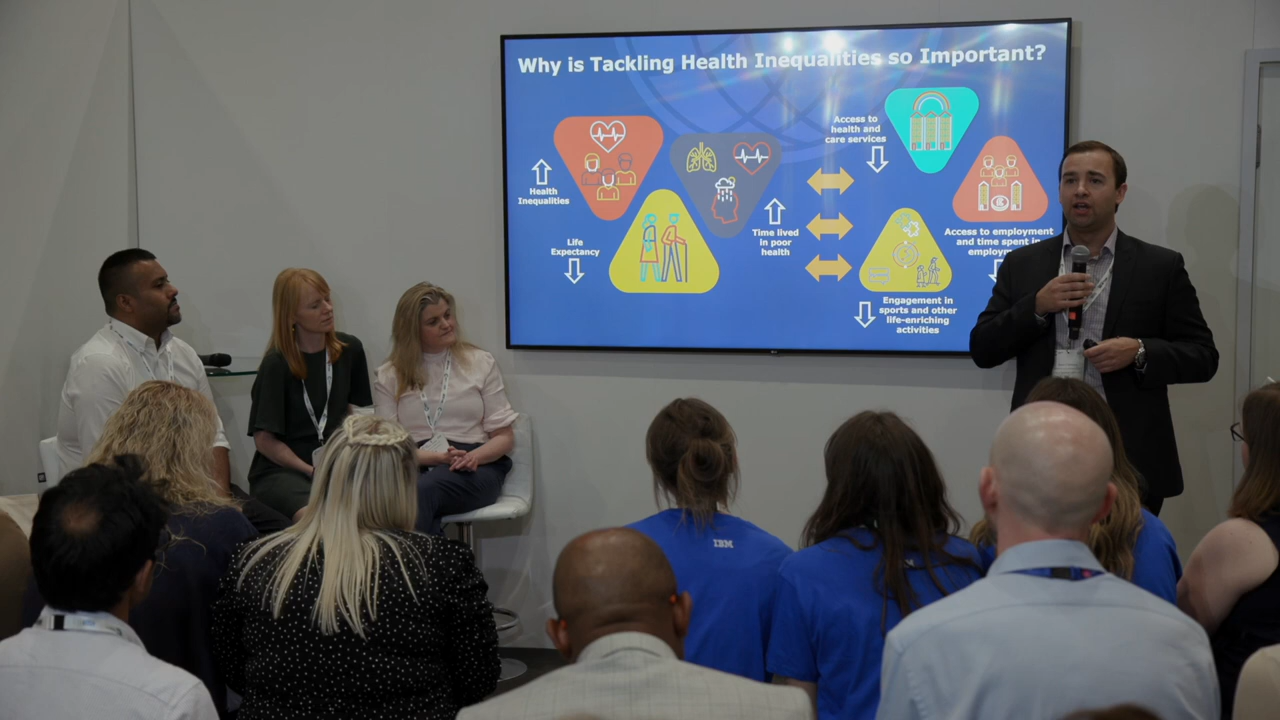 Why is Tackling Health Inequalities so Important?
Health
Inequalities
Life
Expectancy
Time lived
in poor
health
Access to
health and
care services
Access to employment
and time spent in
Engagement in
sports and other
life-enriching
activities
IBM